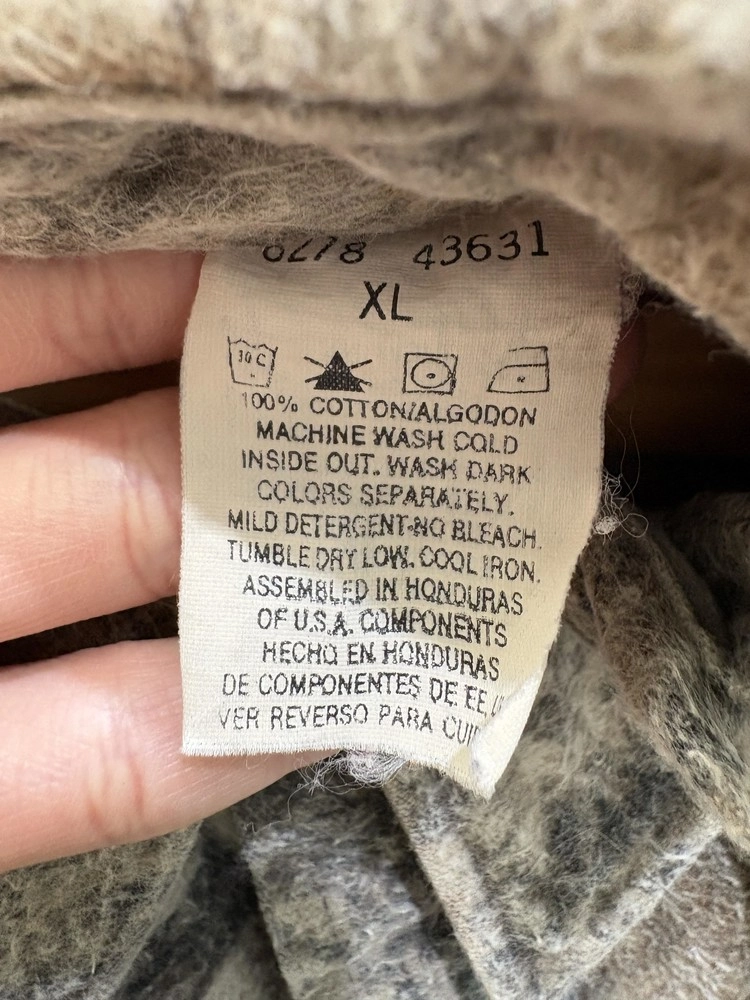 6278 43631
XL
30 C
100% COTTON/ALGODON
MACHINE WASH COLD
INSIDE OUT. WASH DARK
COLORS SEPARATELY.
MILD DETERGENT-NO BLEACH.
TUMBLE DRY LOW. COOL IRON.
ASSEMBLED IN HONDURAS
OF U.S.A. COMPONENTS
HECHO EN HONDURAS
DE COMPONENTES DE EE
VER REVERSO PARA